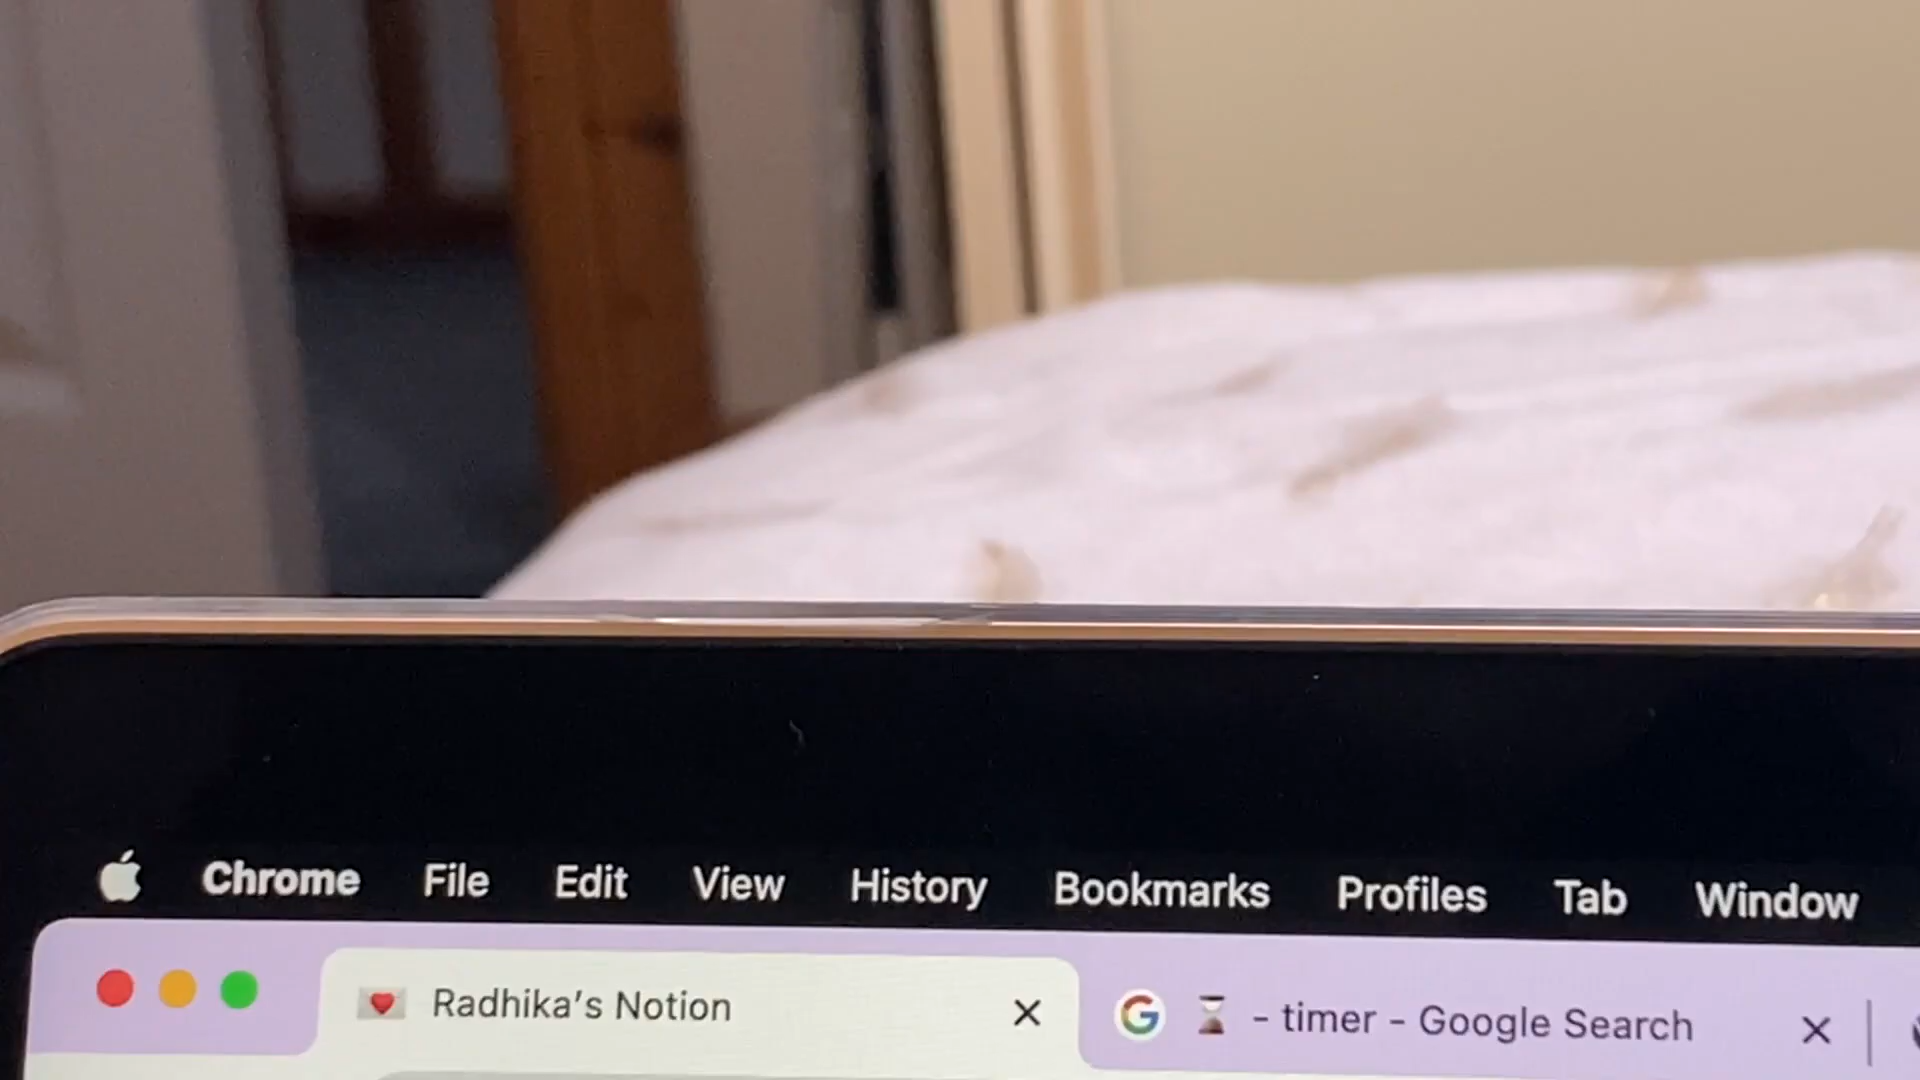 Chrome File Edit View History Bookmarks Profiles Tab Window
Radhika's Notion - timer - Google Search